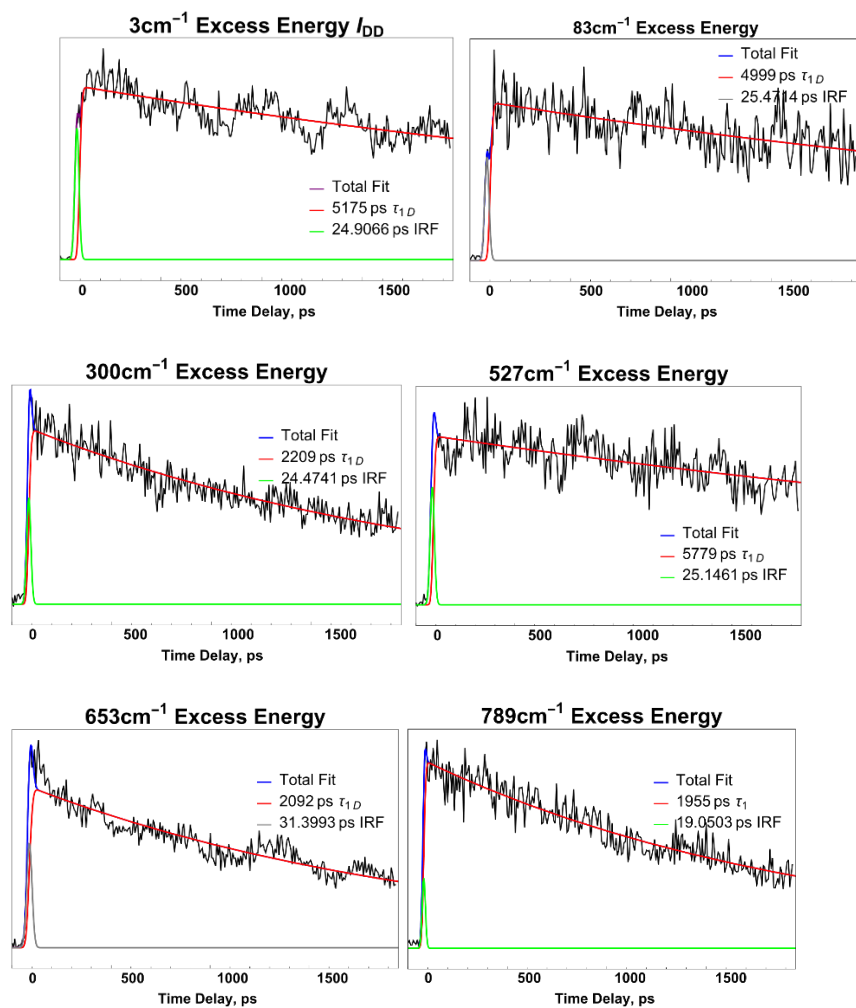 3cm⁻¹ Excess Energy I_DD
Total Fit
5175 ps τ₁D
24.9066 ps IRF
0 500 1000 1500
Time Delay, ps
83cm⁻¹ Excess Energy
Total Fit
4999 ps τ₁D
25.4714 ps IRF
0 500 1000 1500
Time Delay, ps
300cm⁻¹ Excess Energy
Total Fit
2209 ps τ₁D
24.4741 ps IRF
0 500 1000 1500
Time Delay, ps
527cm⁻¹ Excess Energy
Total Fit
5779 ps τ₁D
25.1461 ps IRF
0 500 1000 1500
Time Delay, ps
653cm⁻¹ Excess Energy
Total Fit
2092 ps τ₁D
31.3993 ps IRF
0 500 1000 1500
Time Delay, ps
789cm⁻¹ Excess Energy
Total Fit
1955 ps τ₁
19.0503 ps IRF
0 500 1000 1500
Time Delay, ps